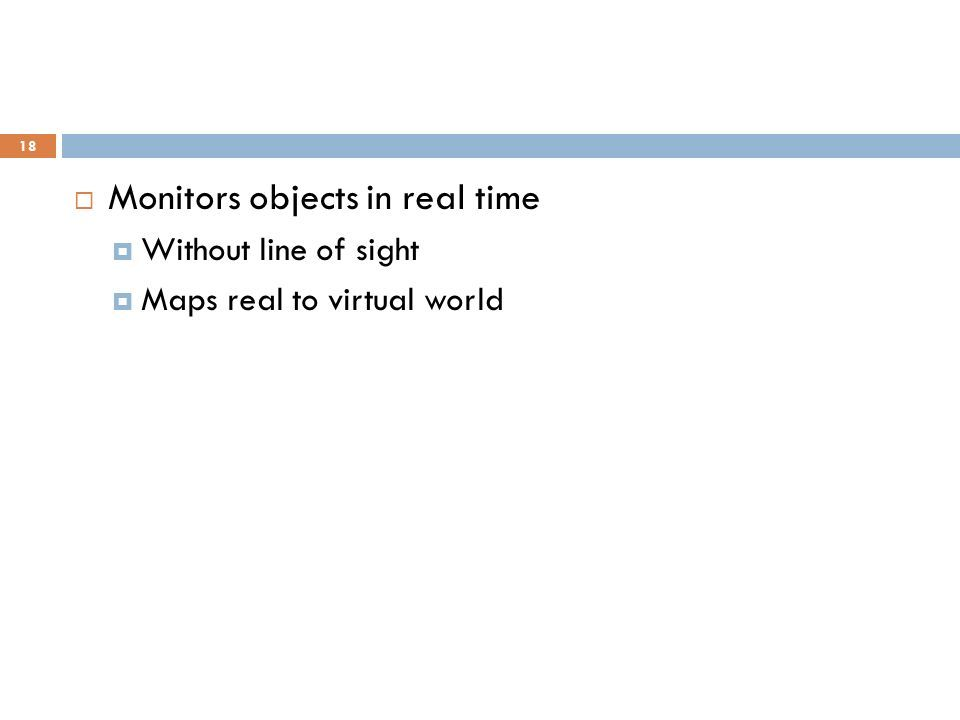 18
Monitors objects in real time
Without line of sight
Maps real to virtual world